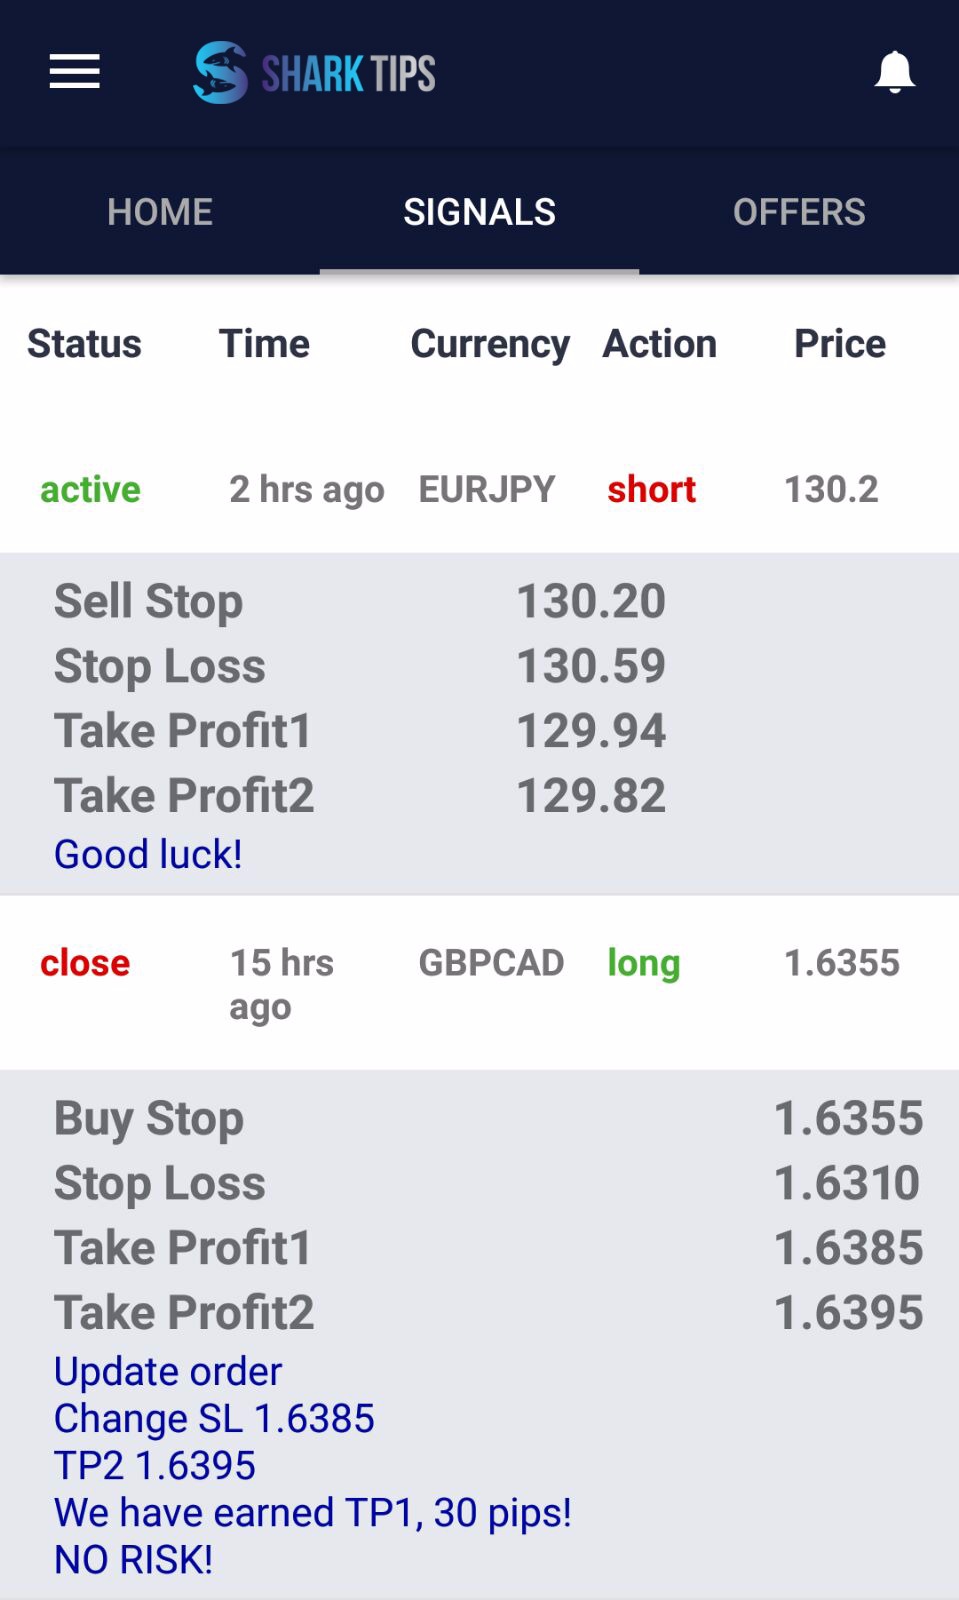 SHARK TIPS
HOME SIGNALS OFFERS
Status Time Currency Action Price
active 2 hrs ago EURJPY short 130.2
Sell Stop 130.20
Stop Loss 130.59
Take Profit1 129.94
Take Profit2 129.82
Good luck!
close 15 hrs GBPCAD long 1.6355
ago
Buy Stop 1.6355
Stop Loss 1.6310
Take Profit1 1.6385
Take Profit2 1.6395
Update order
Change SL 1.6385
TP2 1.6395
We have earned TP1, 30 pips!
NO RISK!